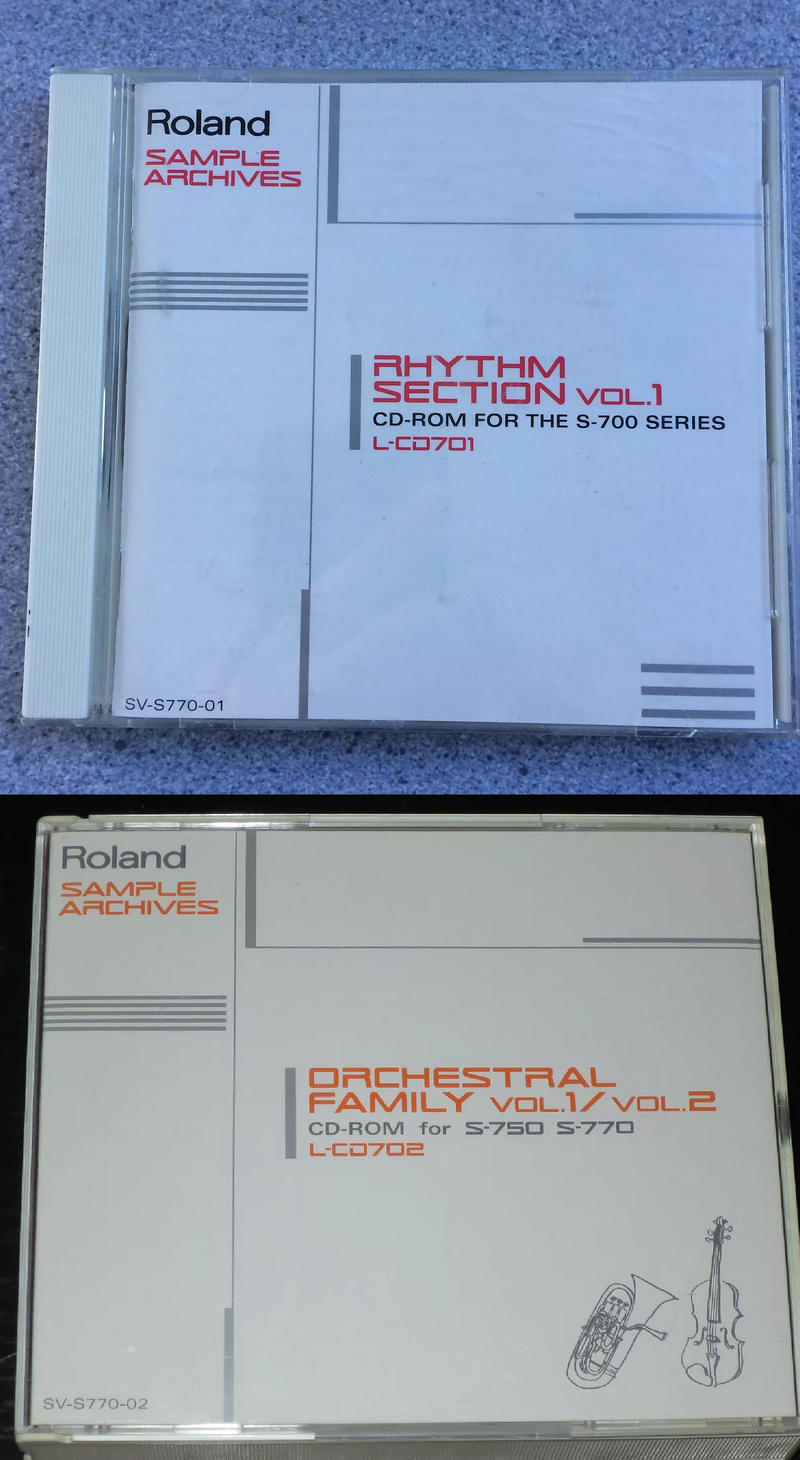 Roland
SAMPLE
ARCHIVES
RHYTHM
SECTION VOL.1
CD-ROM FOR THE S-700 SERIES
L-CD701
SV-S770-01
Roland
SAMPLE
ARCHIVES
ORCHESTRAL
FAMILY VOL.1/VOL.2
CD-ROM for S-750 S-770
L-CD702
SV-S770-02